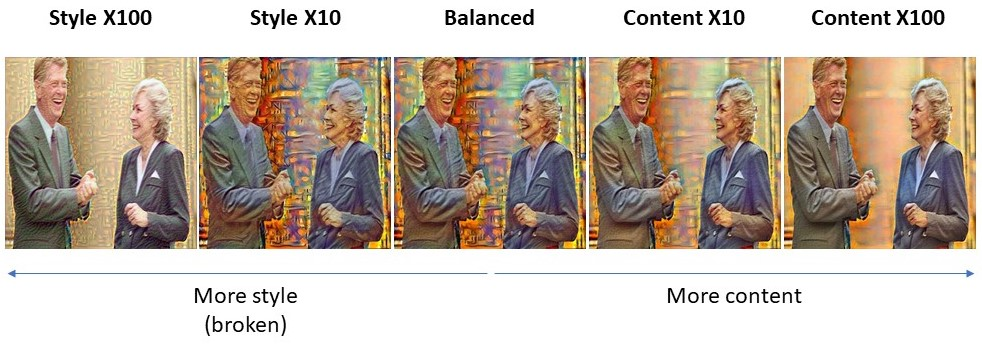 Style X100
Style X10
Balanced
Content X10
Content X100
More style
(broken)
More content